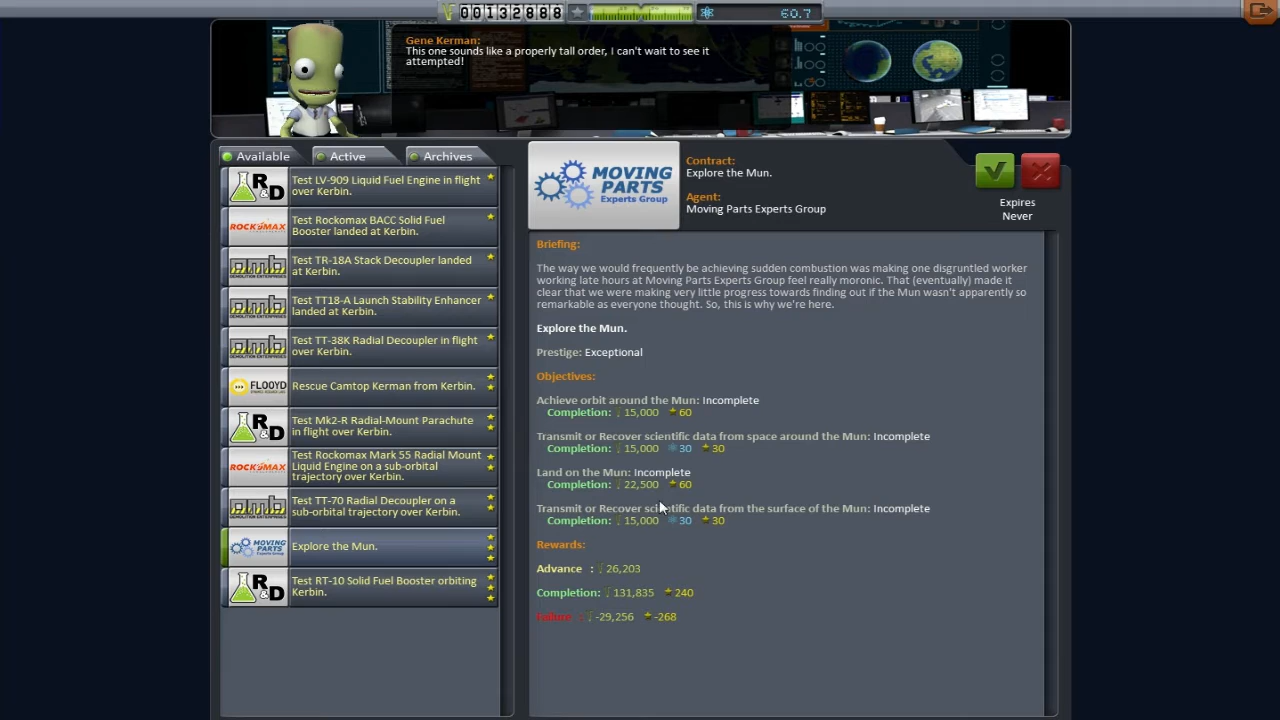 00132888
60.7
Gene Kerman:
This one sounds like a properly tall order, I can't wait to see it
attempted!
Available
Active
Archives
R&D
Test LV-909 Liquid Fuel Engine in flight
over Kerbin.
ROCKOMAX
Test Rockomax BACC Solid Fuel
Booster landed at Kerbin.
Test TR-18A Stack Decoupler landed
at Kerbin.
Test TT18-A Launch Stability Enhancer
landed at Kerbin.
Test TT-38K Radial Decoupler in flight
over Kerbin.
FLOOYD
Rescue Camtop Kerman from Kerbin.
R&D
Test Mk2-R Radial-Mount Parachute
in flight over Kerbin.
ROCKOMAX
Test Rockomax Mark 55 Radial Mount
Liquid Engine on a sub-orbital
trajectory over Kerbin.
Test TT-70 Radial Decoupler on a
sub-orbital trajectory over Kerbin.
MOVING
PARTS
Explore the Mun.
R&D
Test RT-10 Solid Fuel Booster orbiting
Kerbin.
MOVING
PARTS
Experts Group
Contract:
Explore the Mun.
Agent:
Moving Parts Experts Group
Expires
Never
Briefing:
The way we would frequently be achieving sudden combustion was making one disgruntled worker
working late hours at Moving Parts Experts Group feel really moronic. That (eventually) made it
clear that we were making very little progress towards finding out if the Mun wasn't apparently so
remarkable as everyone thought. So, this is why we're here.
Explore the Mun.
Prestige: Exceptional
Objectives:
Achieve orbit around the Mun: Incomplete
Completion: 15,000 60
Transmit or Recover scientific data from space around the Mun: Incomplete
Completion: 15,000 30 30
Land on the Mun: Incomplete
Completion: 22,500 60
Transmit or Recover scientific data from the surface of the Mun: Incomplete
Completion: 15,000 30 30
Rewards:
Advance : 26,203
Completion: 131,835 240
Failure : -29,256 -268